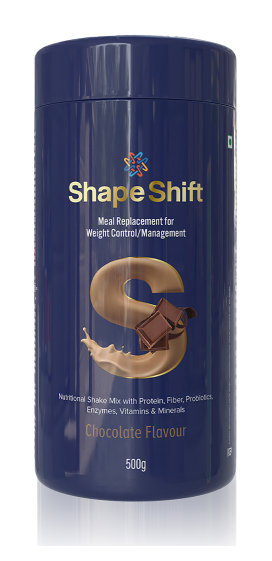 Shape Shift
Meal Replacement for
Weight Control/Management
S
Nutritional Shake Mix with Protein, Fiber, Probiotics,
Enzymes, Vitamins & Minerals
Chocolate Flavour
500g